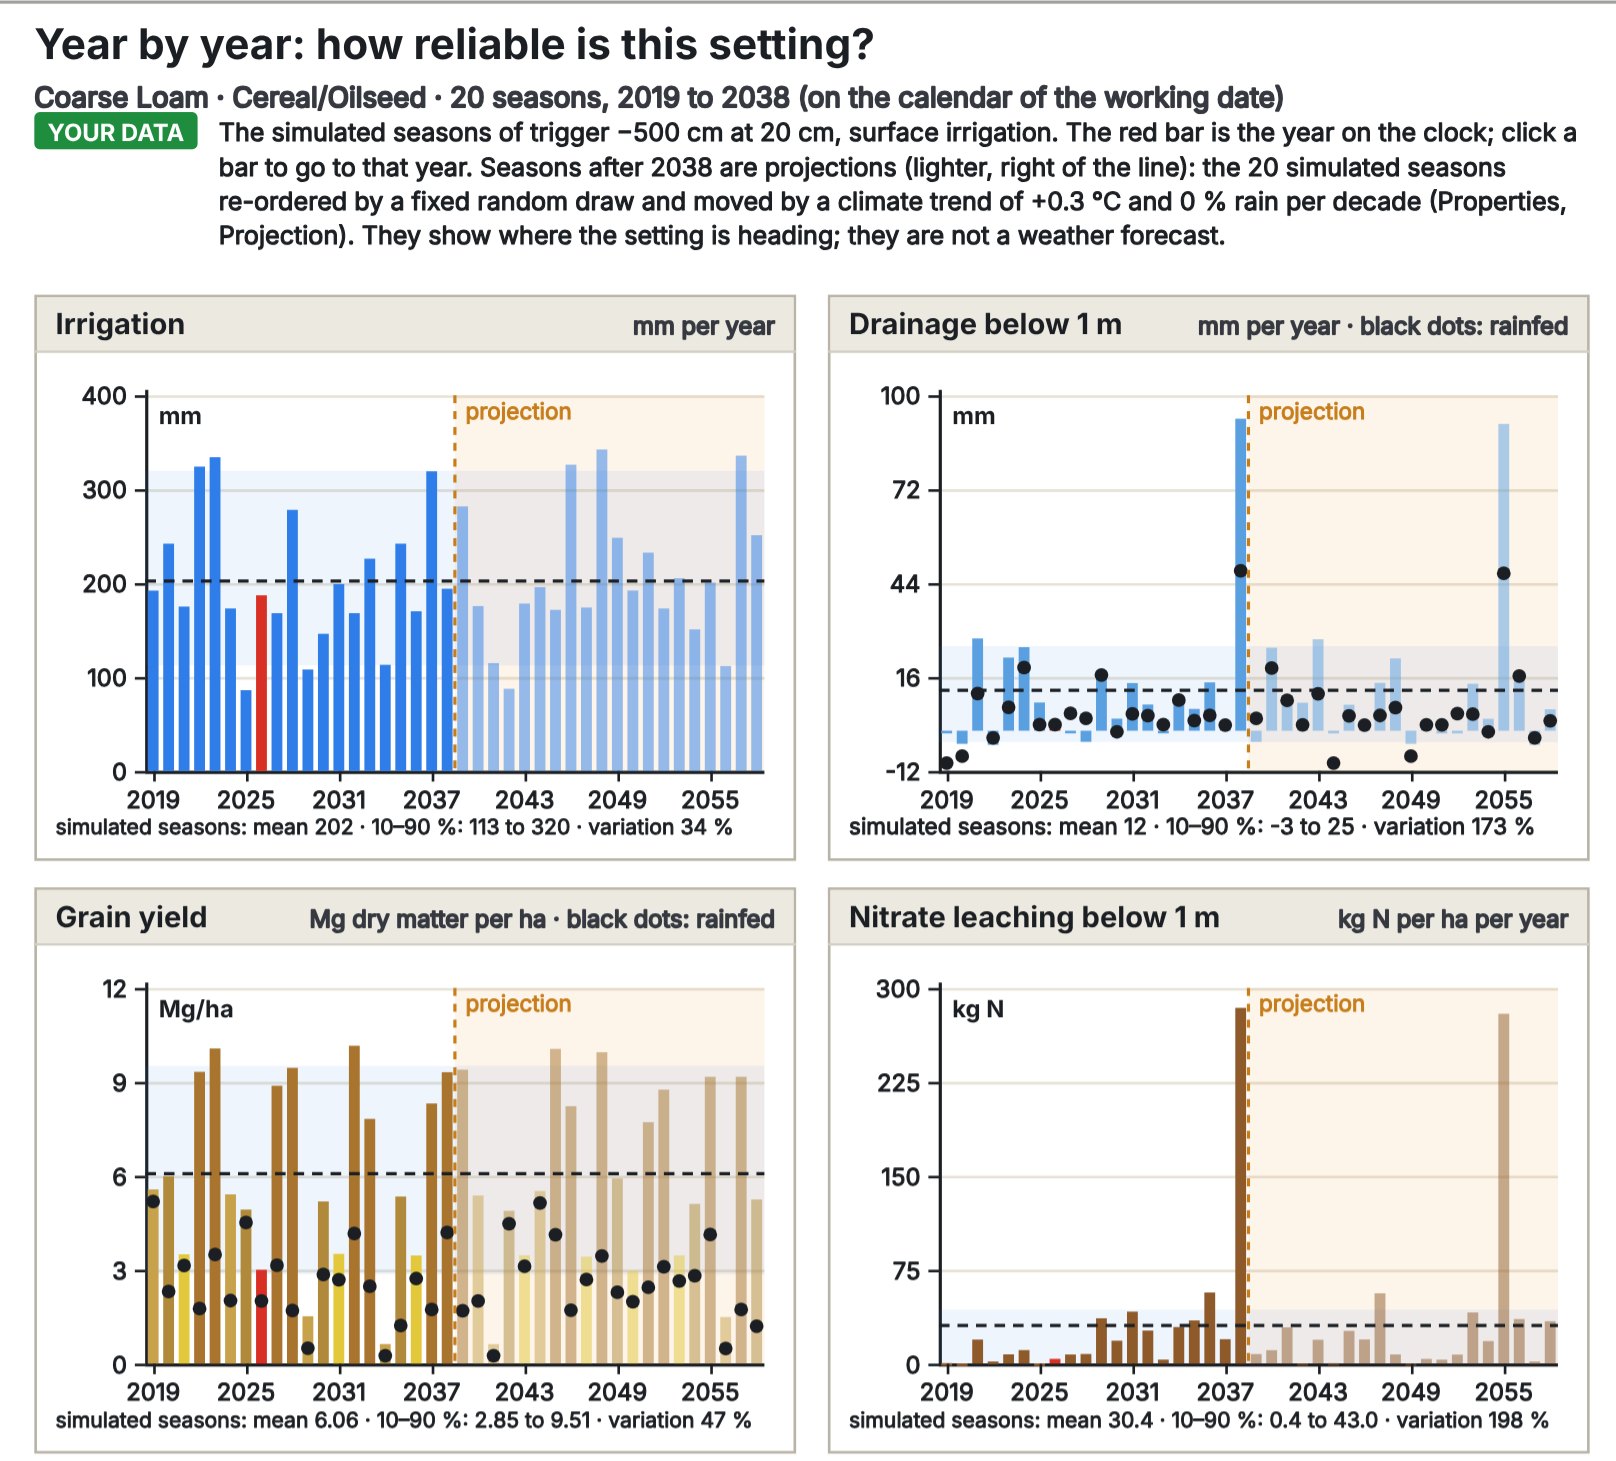 Year by year: how reliable is this setting?
Coarse Loam · Cereal/Oilseed · 20 seasons, 2019 to 2038 (on the calendar of the working date)
YOUR DATA
The simulated seasons of trigger −500 cm at 20 cm, surface irrigation. The red bar is the year on the clock; click a
bar to go to that year. Seasons after 2038 are projections (lighter, right of the line): the 20 simulated seasons
re-ordered by a fixed random draw and moved by a climate trend of +0.3 °C and 0 % rain per decade (Properties,
Projection). They show where the setting is heading; they are not a weather forecast.
Irrigation
mm per year
400
mm
projection
300
200
100
0
2019 2025 2031 2037 2043 2049 2055
simulated seasons: mean 202 · 10–90 %: 113 to 320 · variation 34 %
Drainage below 1 m
mm per year · black dots: rainfed
100
mm
projection
72
44
16
-12
2019 2025 2031 2037 2043 2049 2055
simulated seasons: mean 12 · 10–90 %: -3 to 25 · variation 173 %
Grain yield
Mg dry matter per ha · black dots: rainfed
12
Mg/ha
projection
9
6
3
0
2019 2025 2031 2037 2043 2049 2055
simulated seasons: mean 6.06 · 10–90 %: 2.85 to 9.51 · variation 47 %
Nitrate leaching below 1 m
kg N per ha per year
300
kg N
projection
225
150
75
0
2019 2025 2031 2037 2043 2049 2055
simulated seasons: mean 30.4 · 10–90 %: 0.4 to 43.0 · variation 198 %